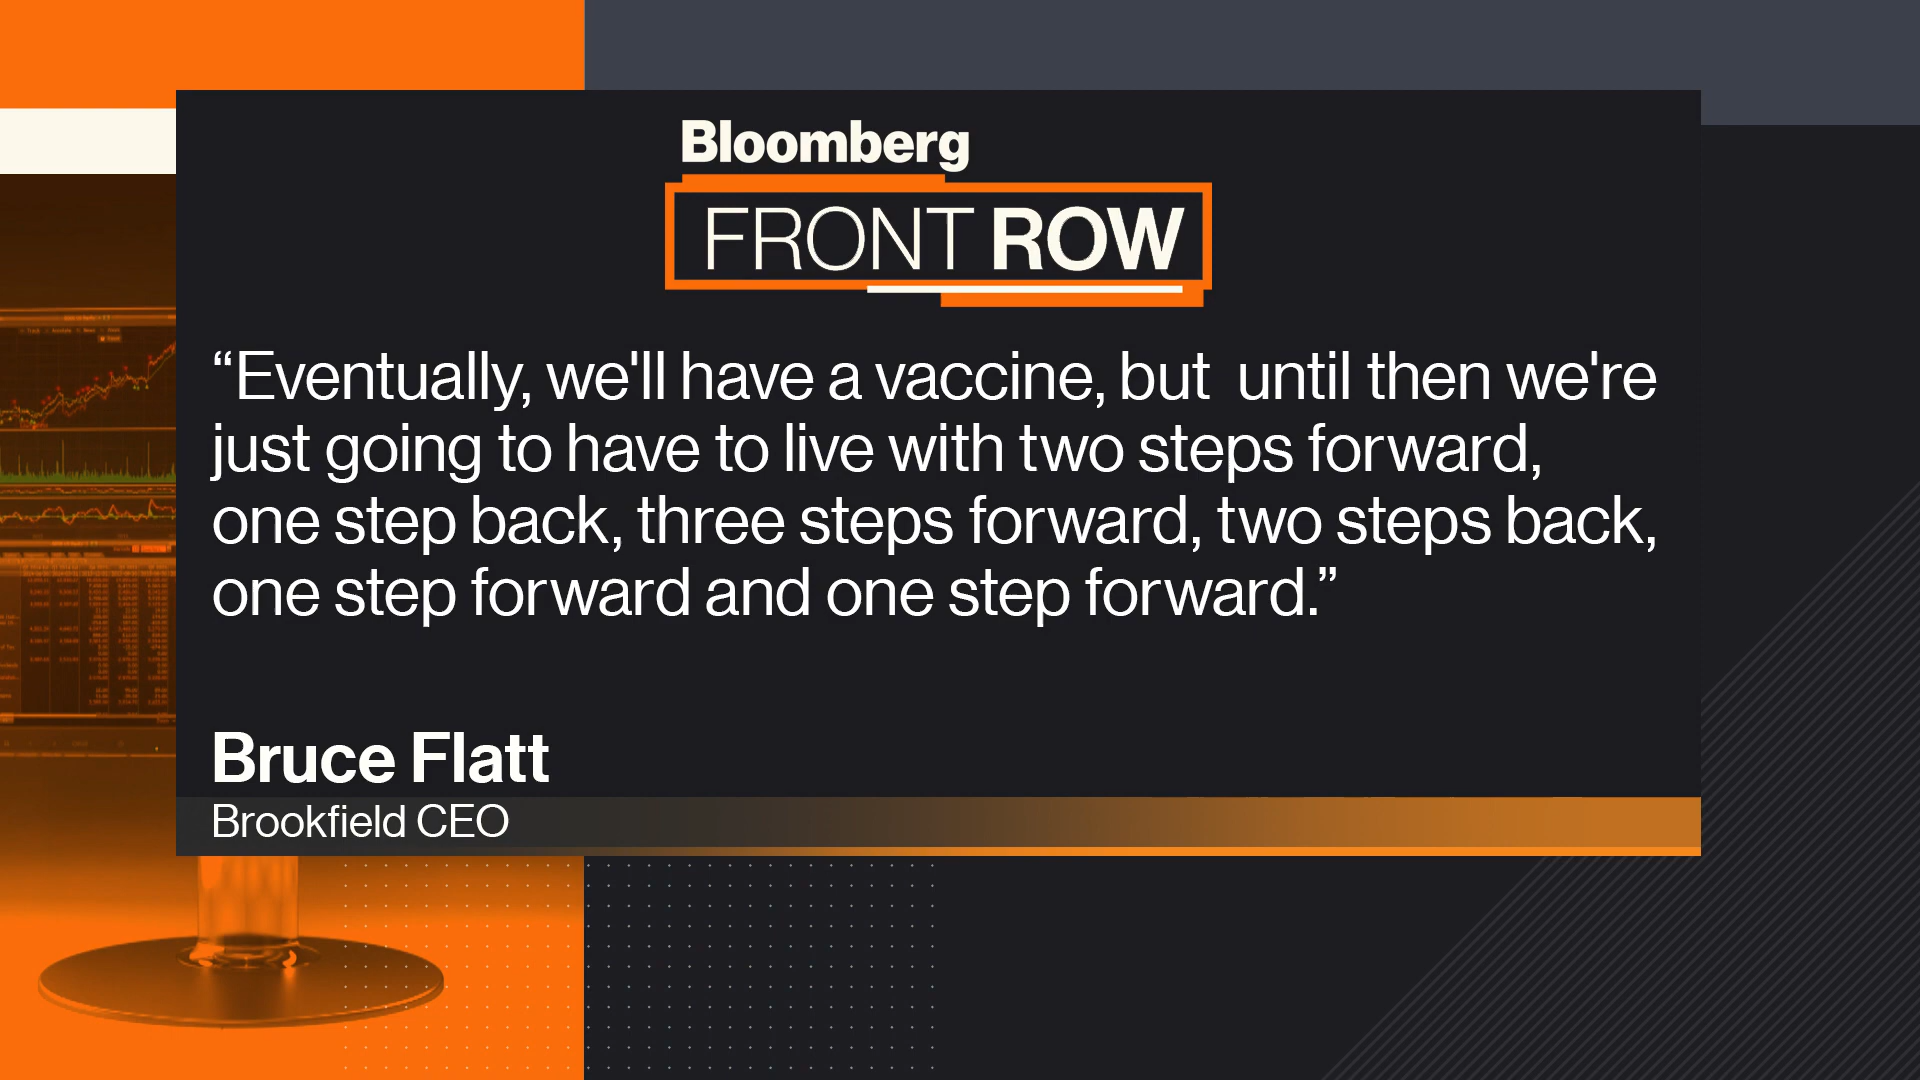 Bloomberg
FRONT ROW
“Eventually, we'll have a vaccine, but  until then we're
just going to have to live with two steps forward,
one step back, three steps forward, two steps back,
one step forward and one step forward.”
Bruce Flatt
Brookfield CEO